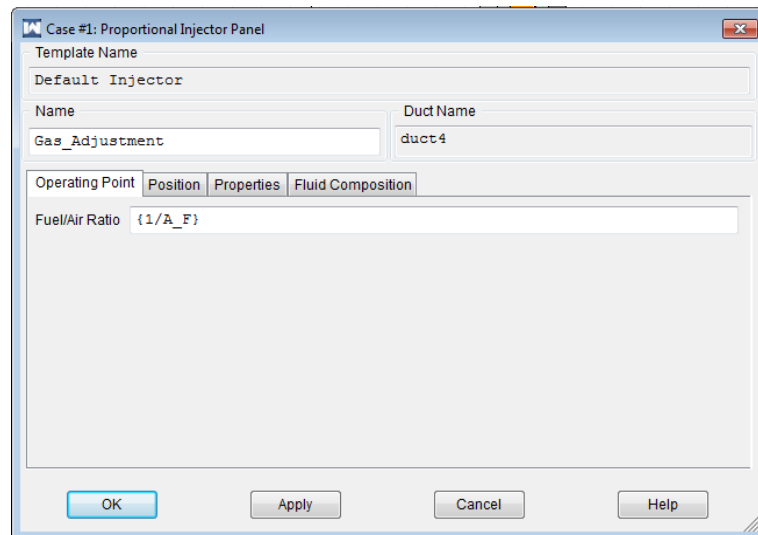 Case #1: Proportional Injector Panel
Template Name
Default Injector
Name
Duct Name
Gas_Adjustment
duct4
Operating Point Position Properties Fluid Composition
Fuel/Air Ratio {1/A_F}
OK Apply Cancel Help